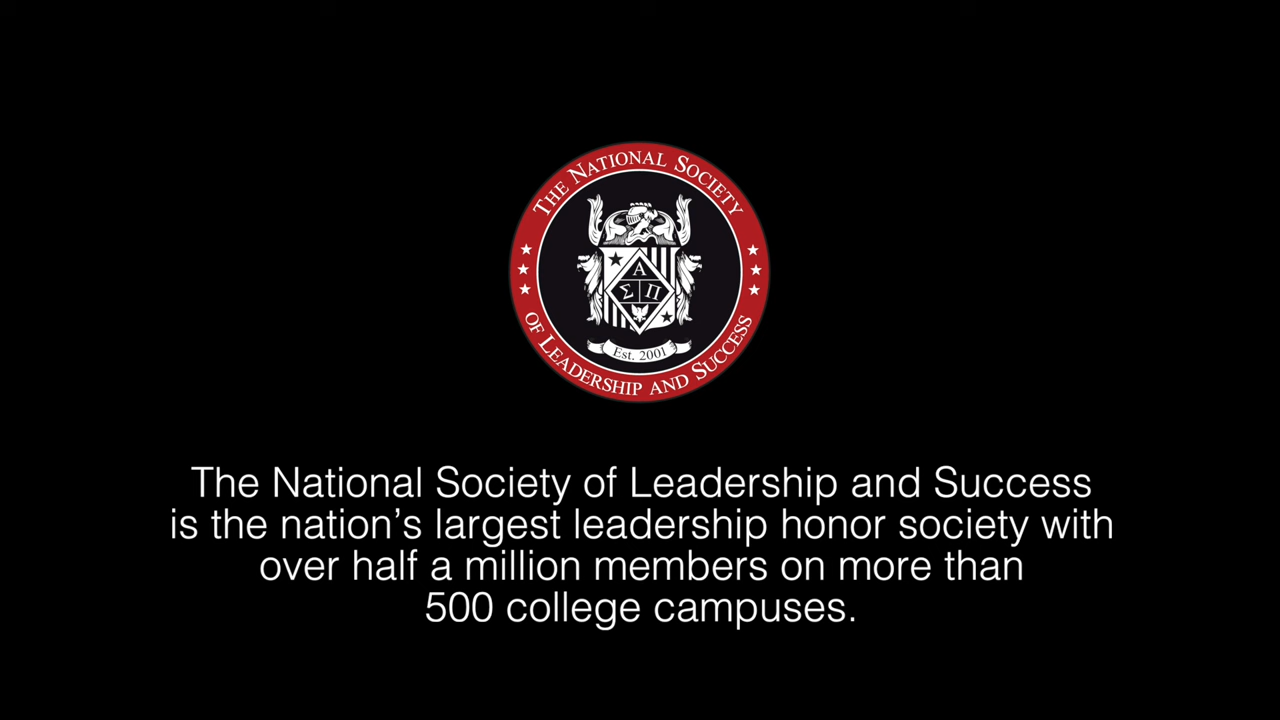 THE NATIONAL SOCIETY
A
Σ Π
Est. 2001
OF LEADERSHIP AND SUCCESS
The National Society of Leadership and Success
is the nation’s largest leadership honor society with
over half a million members on more than
500 college campuses.